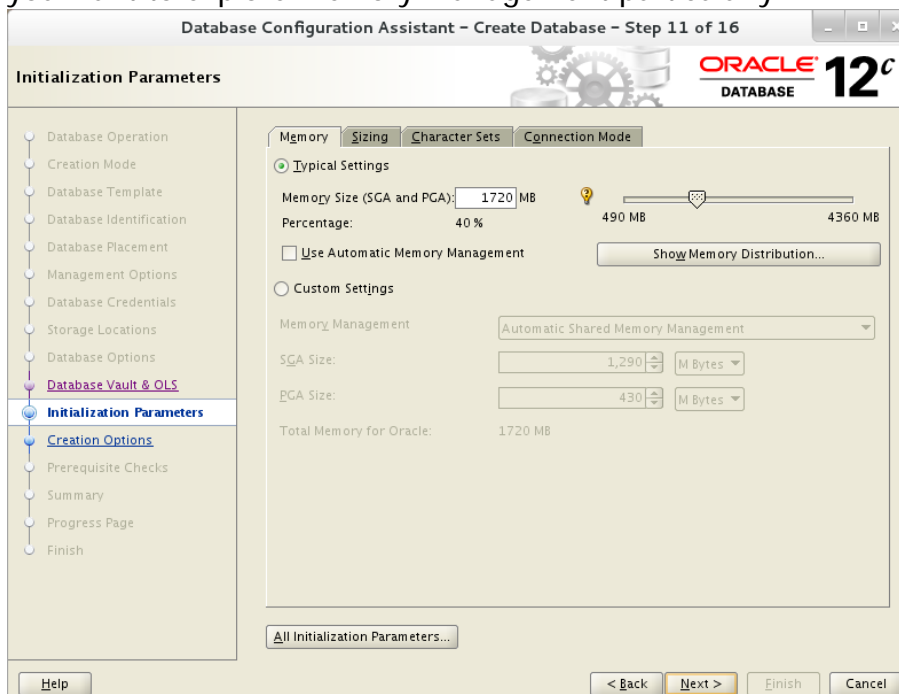 Database Configuration Assistant – Create Database – Step 11 of 16
Initialization Parameters
ORACLE
DATABASE
12c
Database Operation
Creation Mode
Database Template
Database Identification
Database Placement
Management Options
Database Credentials
Storage Locations
Database Options
Database Vault & OLS
Initialization Parameters
Creation Options
Prerequisite Checks
Summary
Progress Page
Finish
Memory Sizing Character Sets Connection Mode
Typical Settings
Memory Size (SGA and PGA): 1720 MB
490 MB 4360 MB
Percentage: 40 %
Use Automatic Memory Management
Show Memory Distribution...
Custom Settings
Memory Management Automatic Shared Memory Management
SGA Size: 1,290 M Bytes
PGA Size: 430 M Bytes
Total Memory for Oracle: 1720 MB
All Initialization Parameters...
Help
< Back Next > Finish Cancel